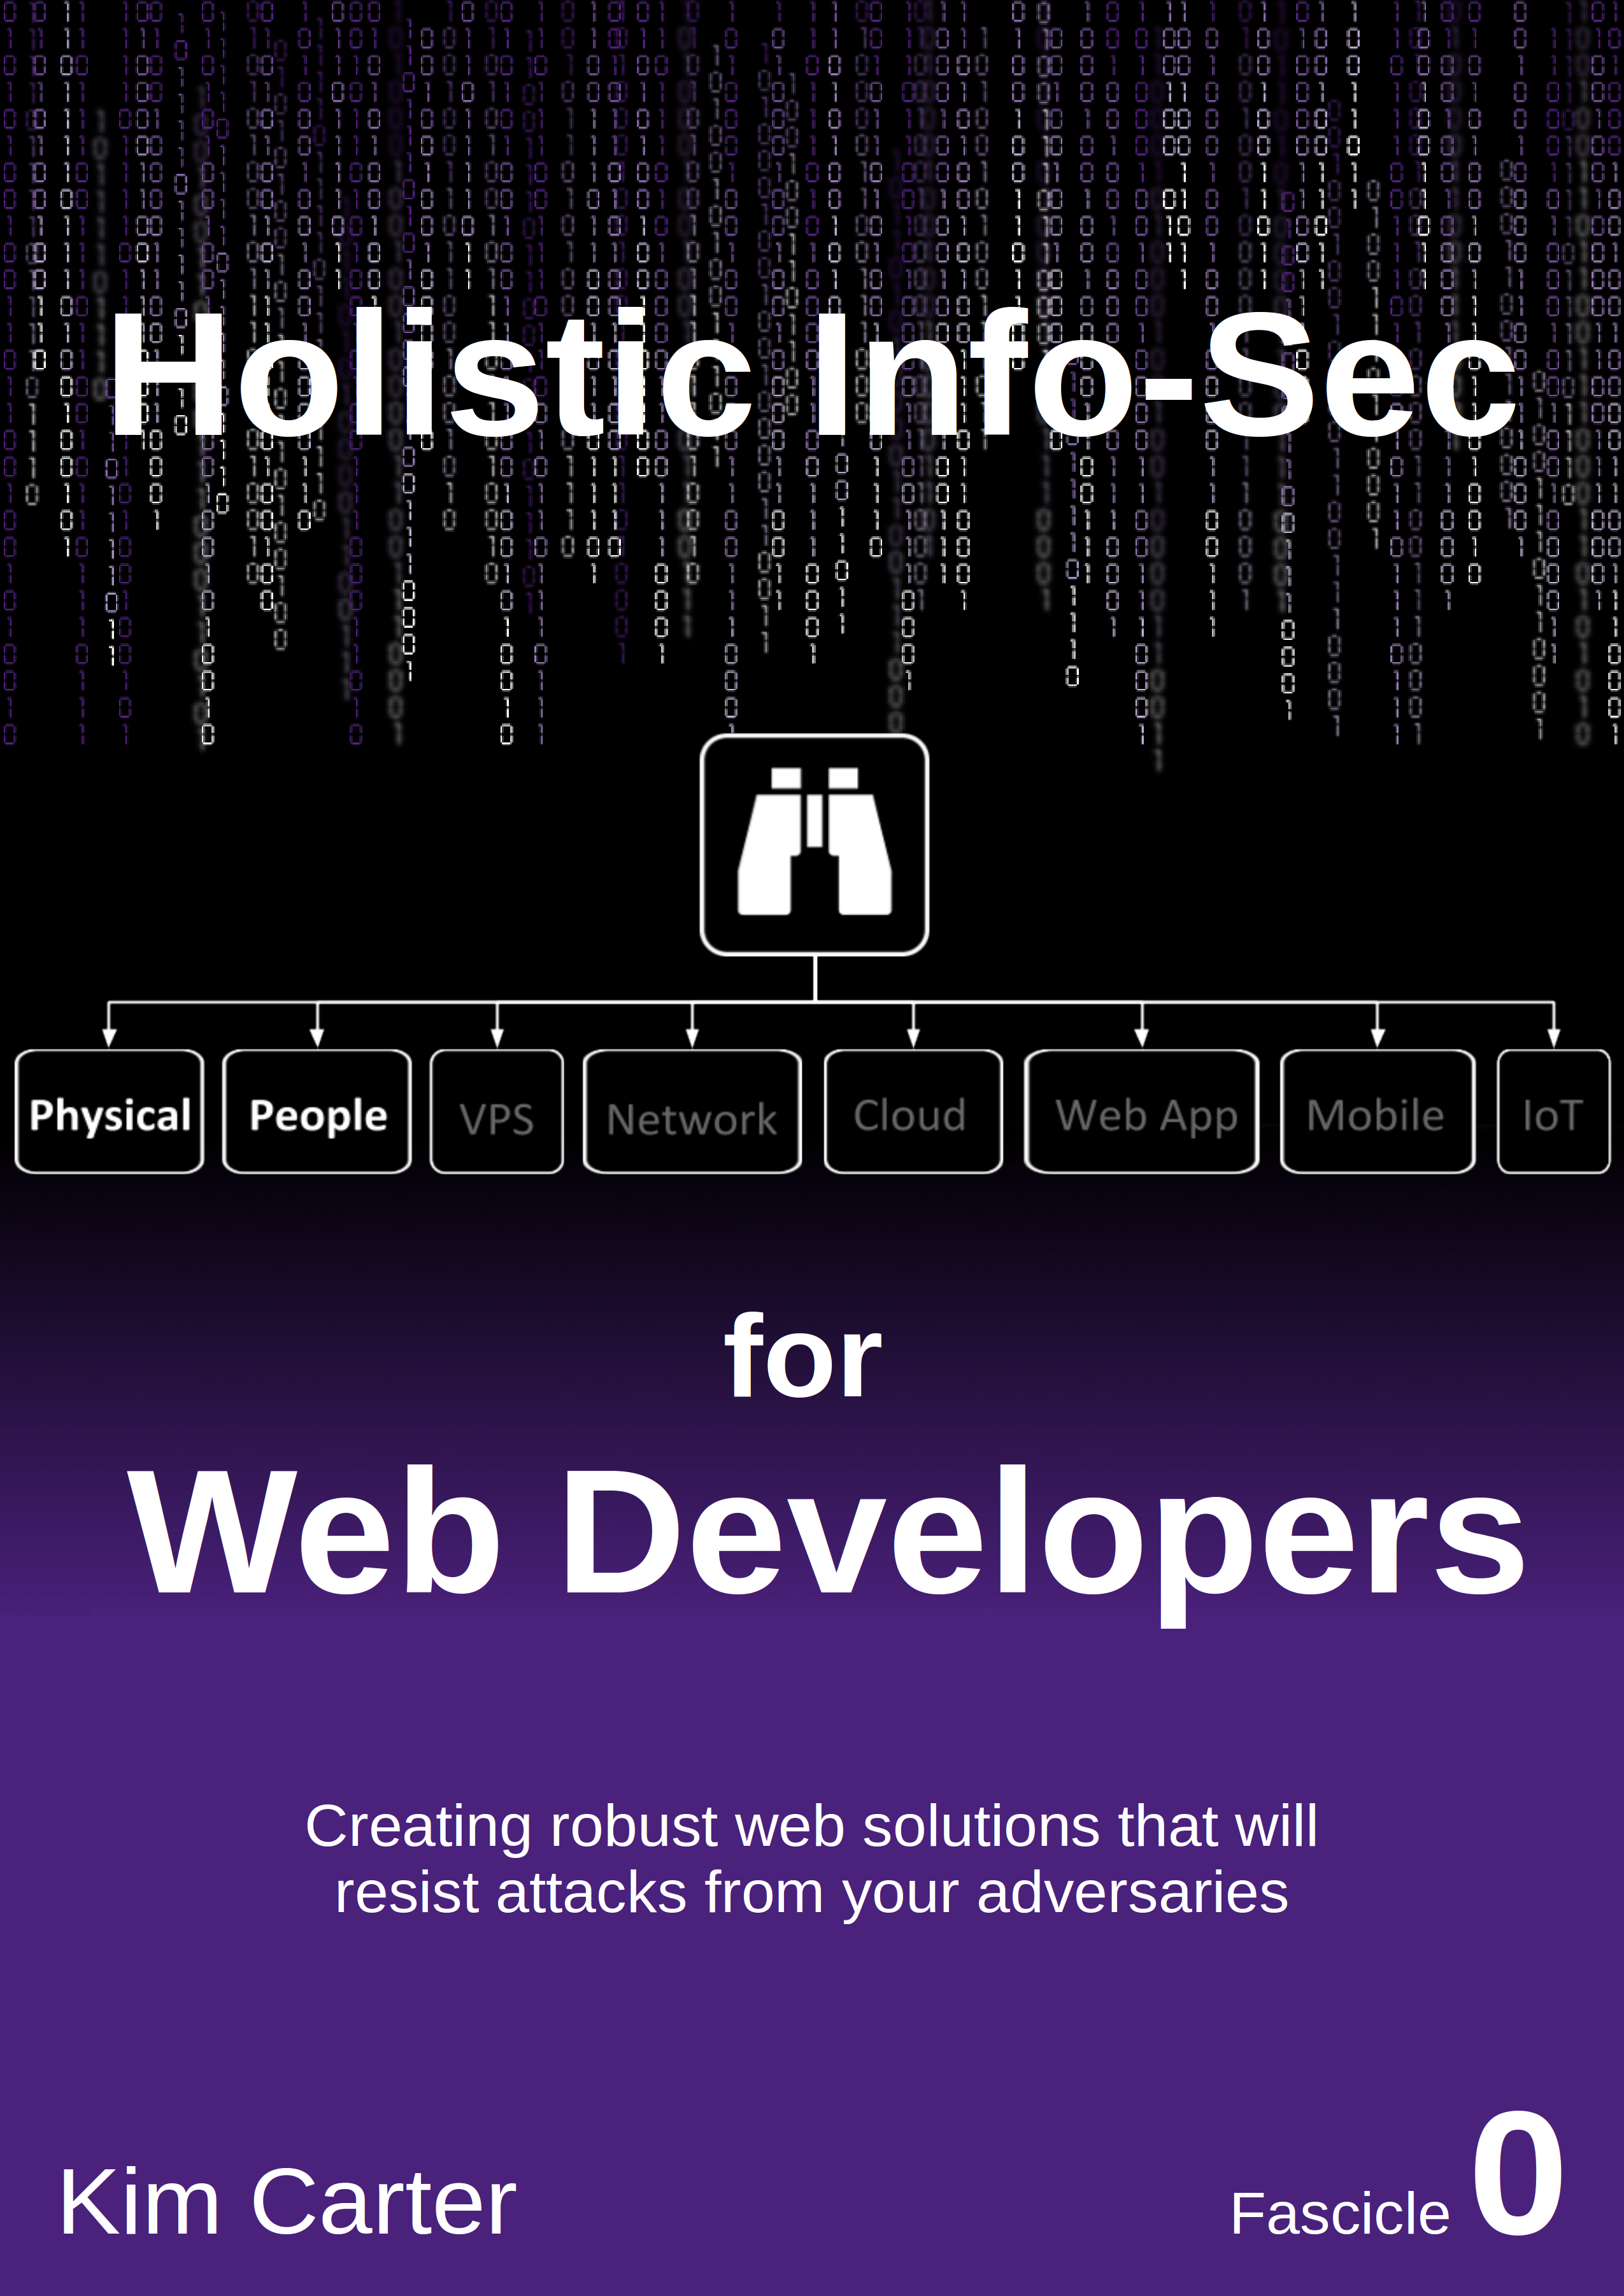 Holistic Info-Sec
Physical People VPS Network Cloud Web App Mobile IoT
for
Web Developers
Creating robust web solutions that will
resist attacks from your adversaries
Kim Carter
Fascicle 0